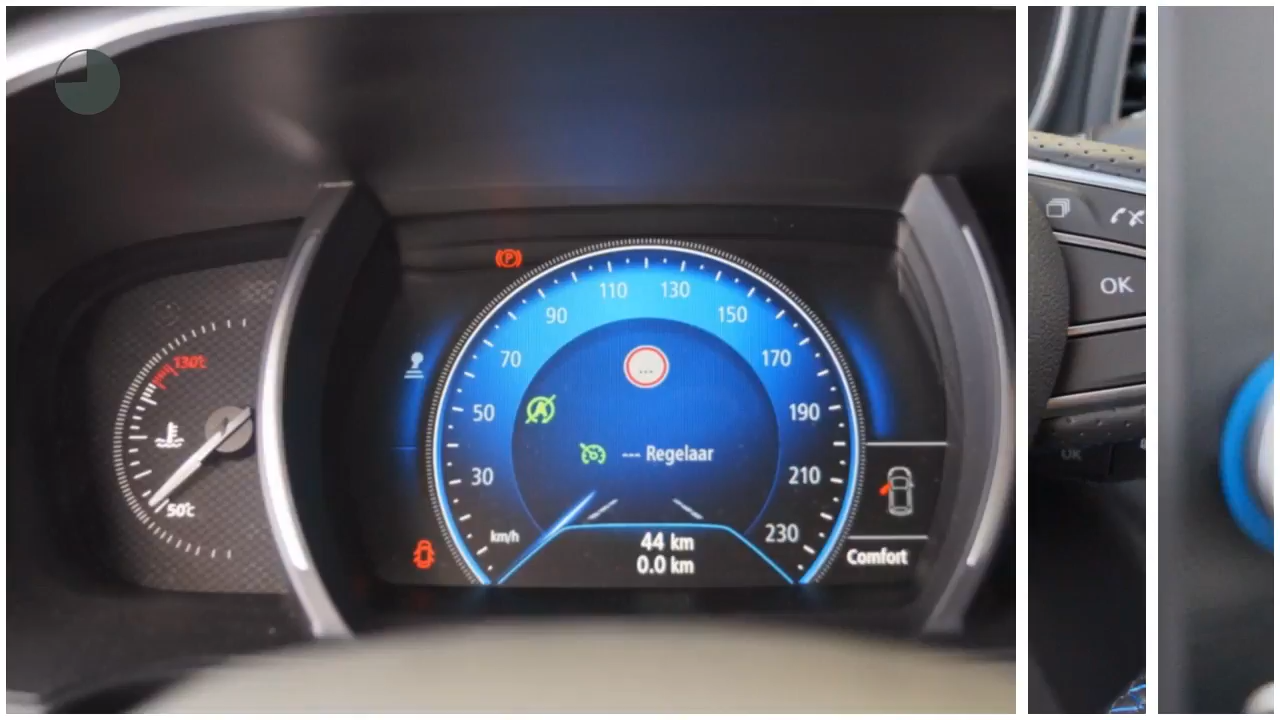 P
110 130
90 150
130℃
70 170
...
A
50 190
--- Regelaar
30 210
50℃
km/h 230
44 km
0.0 km
Comfort
OK
OK